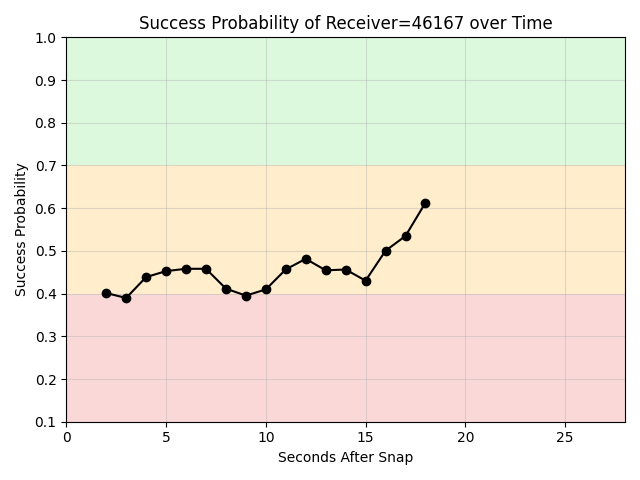 Success Probability of Receiver=46167 over Time
1.0
0.9
0.8
0.7
0.6
0.5
0.4
0.3
0.2
0.1
Success Probability
0 5 10 15 20 25
Seconds After Snap